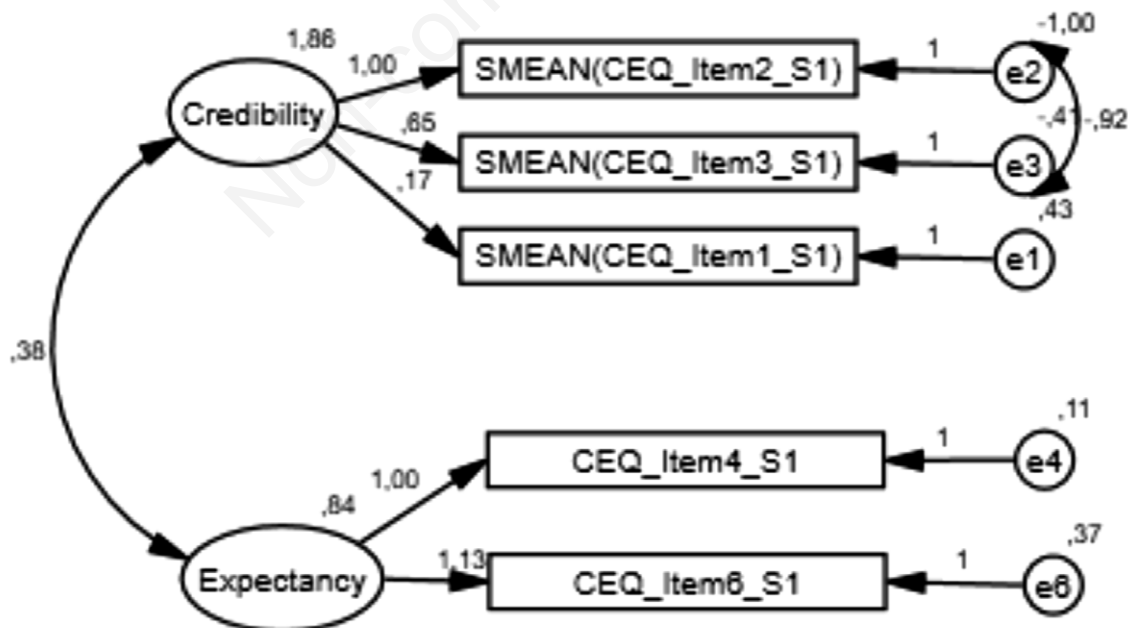 Non-com
-1,00
1,86
1,00
SMEAN(CEQ_Item2_S1)
1
e2
Credibility
,65
SMEAN(CEQ_Item3_S1)
1
e3
-,41
-,92
,17
SMEAN(CEQ_Item1_S1)
1
e1
,43
,38
,11
1,00
CEQ_Item4_S1
1
e4
,84
,37
Expectancy
1,13
CEQ_Item6_S1
1
e6